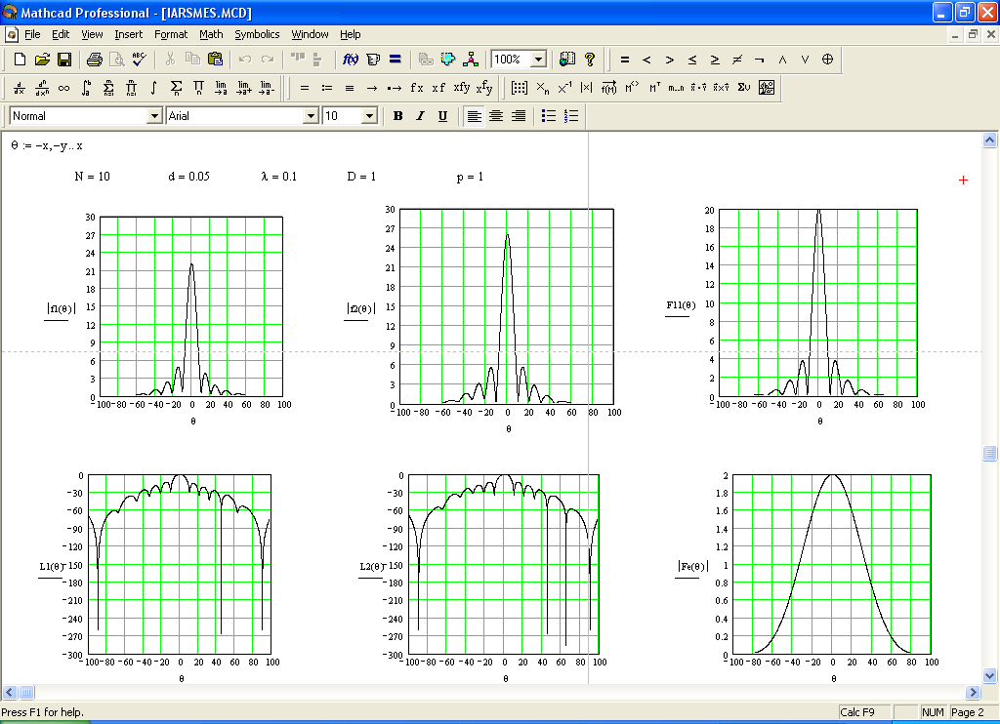 Mathcad Professional - [IARSMES.MCD]
File Edit View Insert Format Math Symbolics Window Help
100%
Normal Arial 10 B I U
θ := −x,−y.. x
N = 10 d = 0.05 λ = 0.1 D = 1 p = 1
30
27
24
21
18
15
12
9
6
3
0
|f1(θ)|
−100 −80 −60 −40 −20 0 20 40 60 80 100
θ
30
27
24
21
18
15
12
9
6
3
0
|f2(θ)|
−100 −80 −60 −40 −20 0 20 40 60 80 100
θ
20
18
16
14
12
10
8
6
4
2
0
F11(θ)
−100 −80 −60 −40 −20 0 20 40 60 80 100
θ
0
−30
−60
−90
−120
−150
−180
−210
−240
−270
−300
L1(θ)
−100 −80 −60 −40 −20 0 20 40 60 80 100
θ
0
−30
−60
−90
−120
−150
−180
−210
−240
−270
−300
L2(θ)
−100 −80 −60 −40 −20 0 20 40 60 80 100
θ
2
1.8
1.6
1.4
1.2
1
0.8
0.6
0.4
0.2
0
|Fe(θ)|
−100 −80 −60 −40 −20 0 20 40 60 80 100
θ
Press F1 for help. Calc F9 NUM Page 2